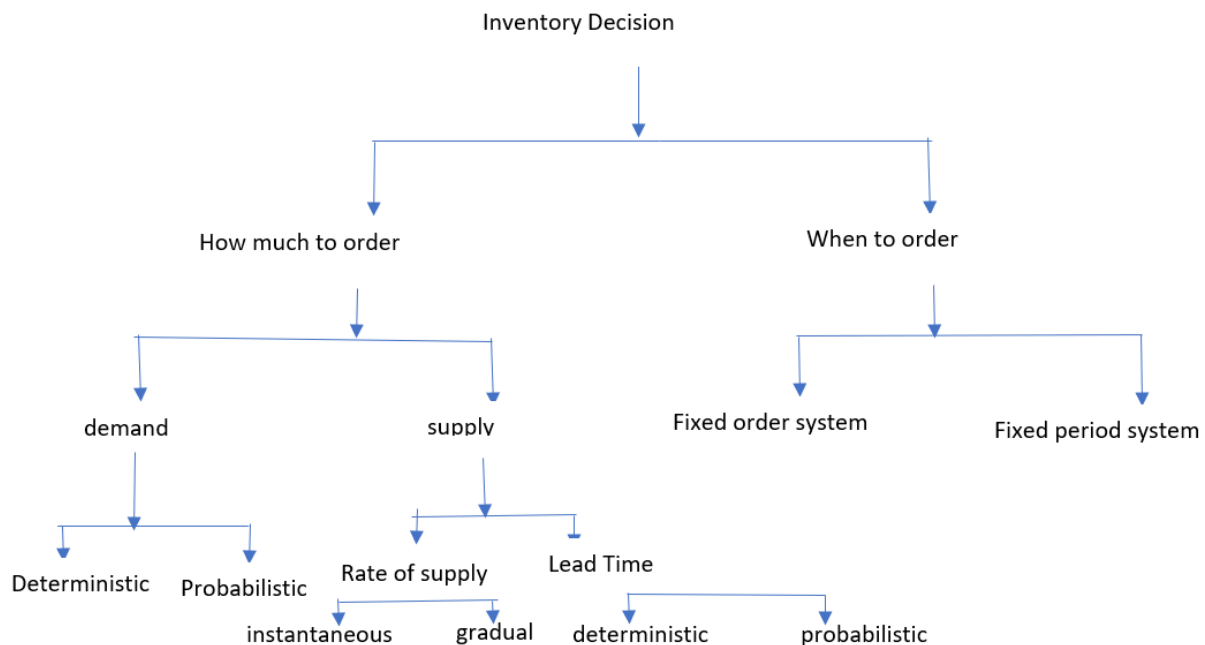 Inventory Decision
How much to order
When to order
demand
supply
Fixed order system
Fixed period system
Deterministic
Probabilistic
Rate of supply
Lead Time
instantaneous
gradual
deterministic
probabilistic